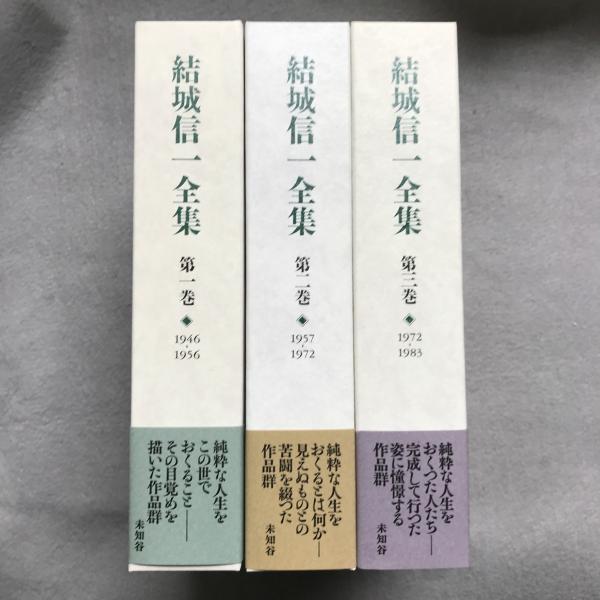 結城信一全集
第一巻
◆
1946
-
1956
純粋な人生を
この世で
おくること――
その目覚めを
描いた作品群
未知谷
結城信一全集
第二巻
◆
1957
-
1972
純粋な人生を
おくるとは何か―
見えぬものとの
苦闘を綴つた
作品群
未知谷
結城信一全集
第三巻
◆
1972
-
1983
純粋な人生を
おくつた人たち―
完成して行つた
姿に憧憬する
作品群
未知谷